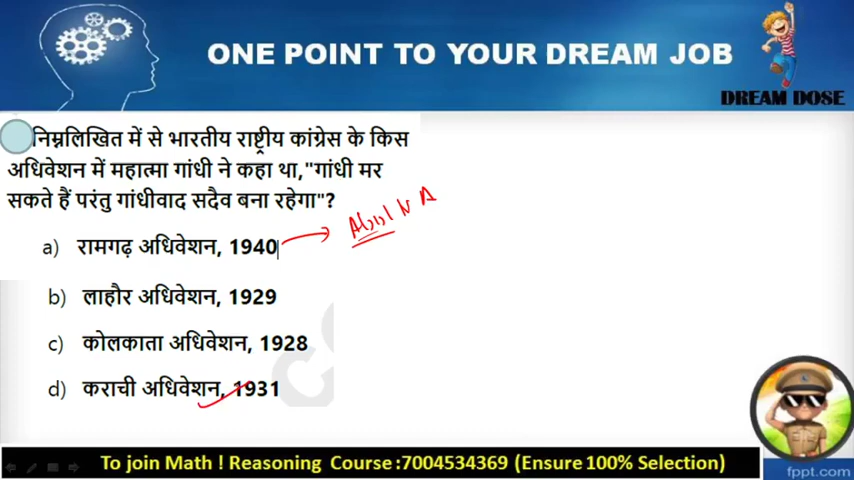 ONE POINT TO YOUR DREAM JOB
DREAM DOSE
निम्नलिखित में से भारतीय राष्ट्रीय कांग्रेस के किस
अधिवेशन में महात्मा गांधी ने कहा था,"गांधी मर
सकते हैं परंतु गांधीवाद सदैव बना रहेगा"?
a) रामगढ़ अधिवेशन, 1940
b) लाहौर अधिवेशन, 1929
c) कोलकाता अधिवेशन, 1928
d) कराची अधिवेशन, 1931
To join Math ! Reasoning Course :7004534369 (Ensure 100% Selection)
fppt.com